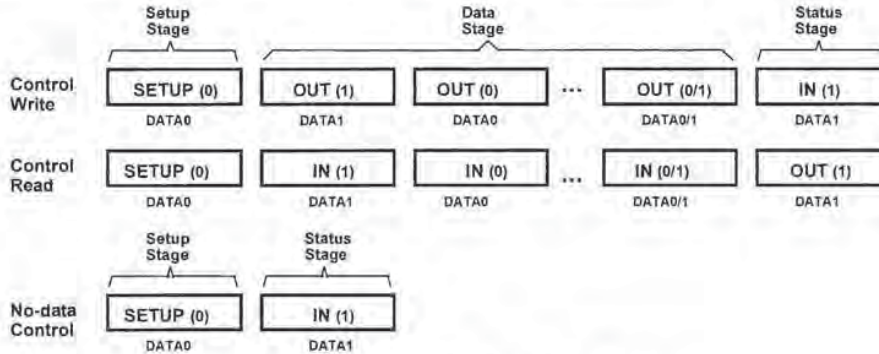 Setup Stage
Data Stage
Status Stage
Control Write
SETUP (0)
OUT (1)
OUT (0)
...
OUT (0/1)
IN (1)
DATA0
DATA1
DATA0
DATA0/1
DATA1
Control Read
SETUP (0)
IN (1)
IN (0)
...
IN (0/1)
OUT (1)
DATA0
DATA1
DATA0
DATA0/1
DATA1
Setup Stage
Status Stage
No-data Control
SETUP (0)
IN (1)
DATA0
DATA1